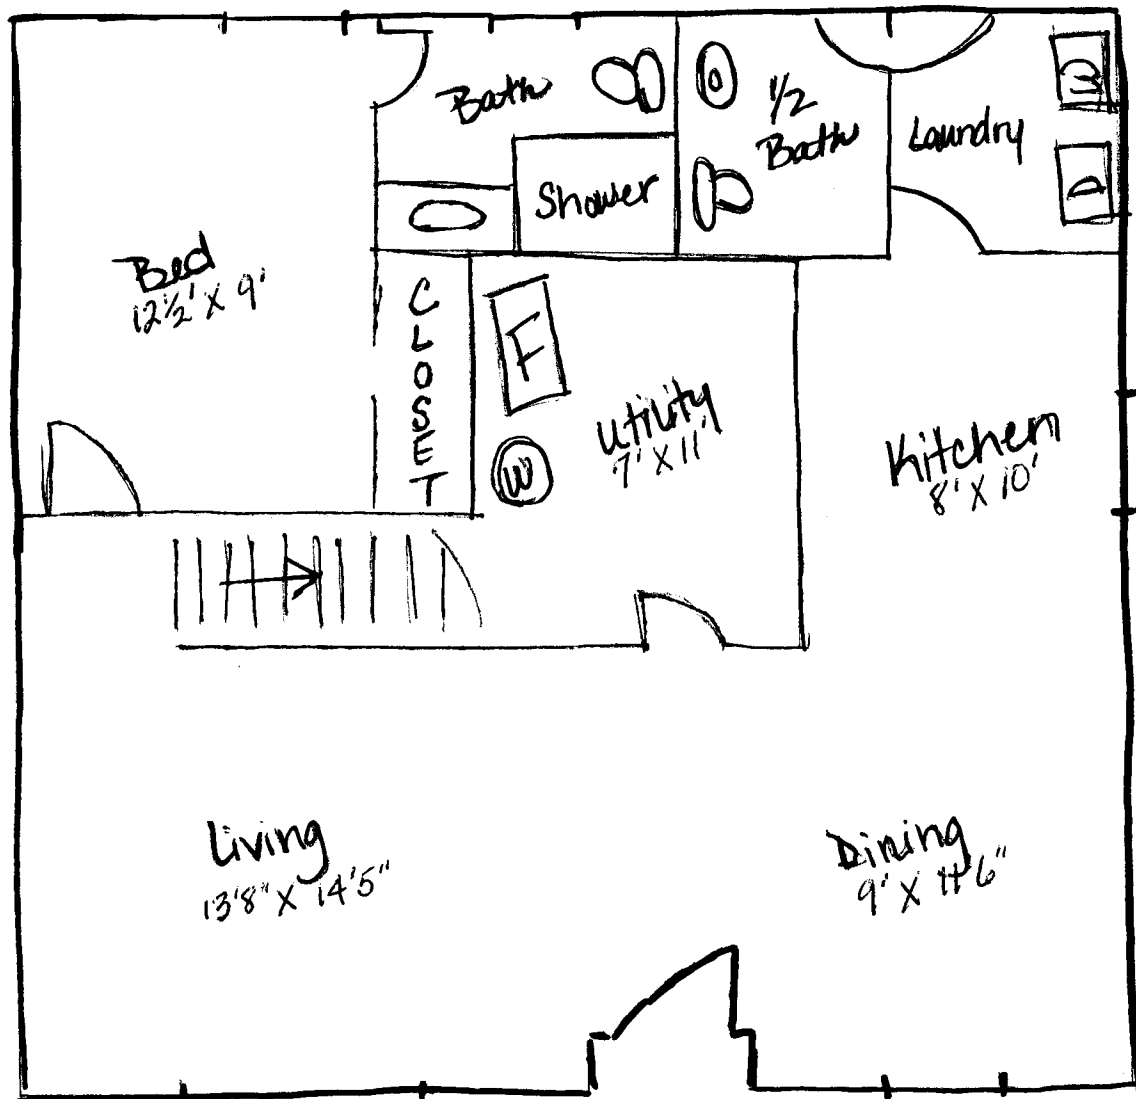 Bath
1/2
Bath
Laundry
W
D
Shower
Bed
12½' X 9'
CLOSET
F
W
Utility
7' X 11'
Kitchen
8' X 10'
Living
13'8" X 14'5"
Dining
9' X 11'6"